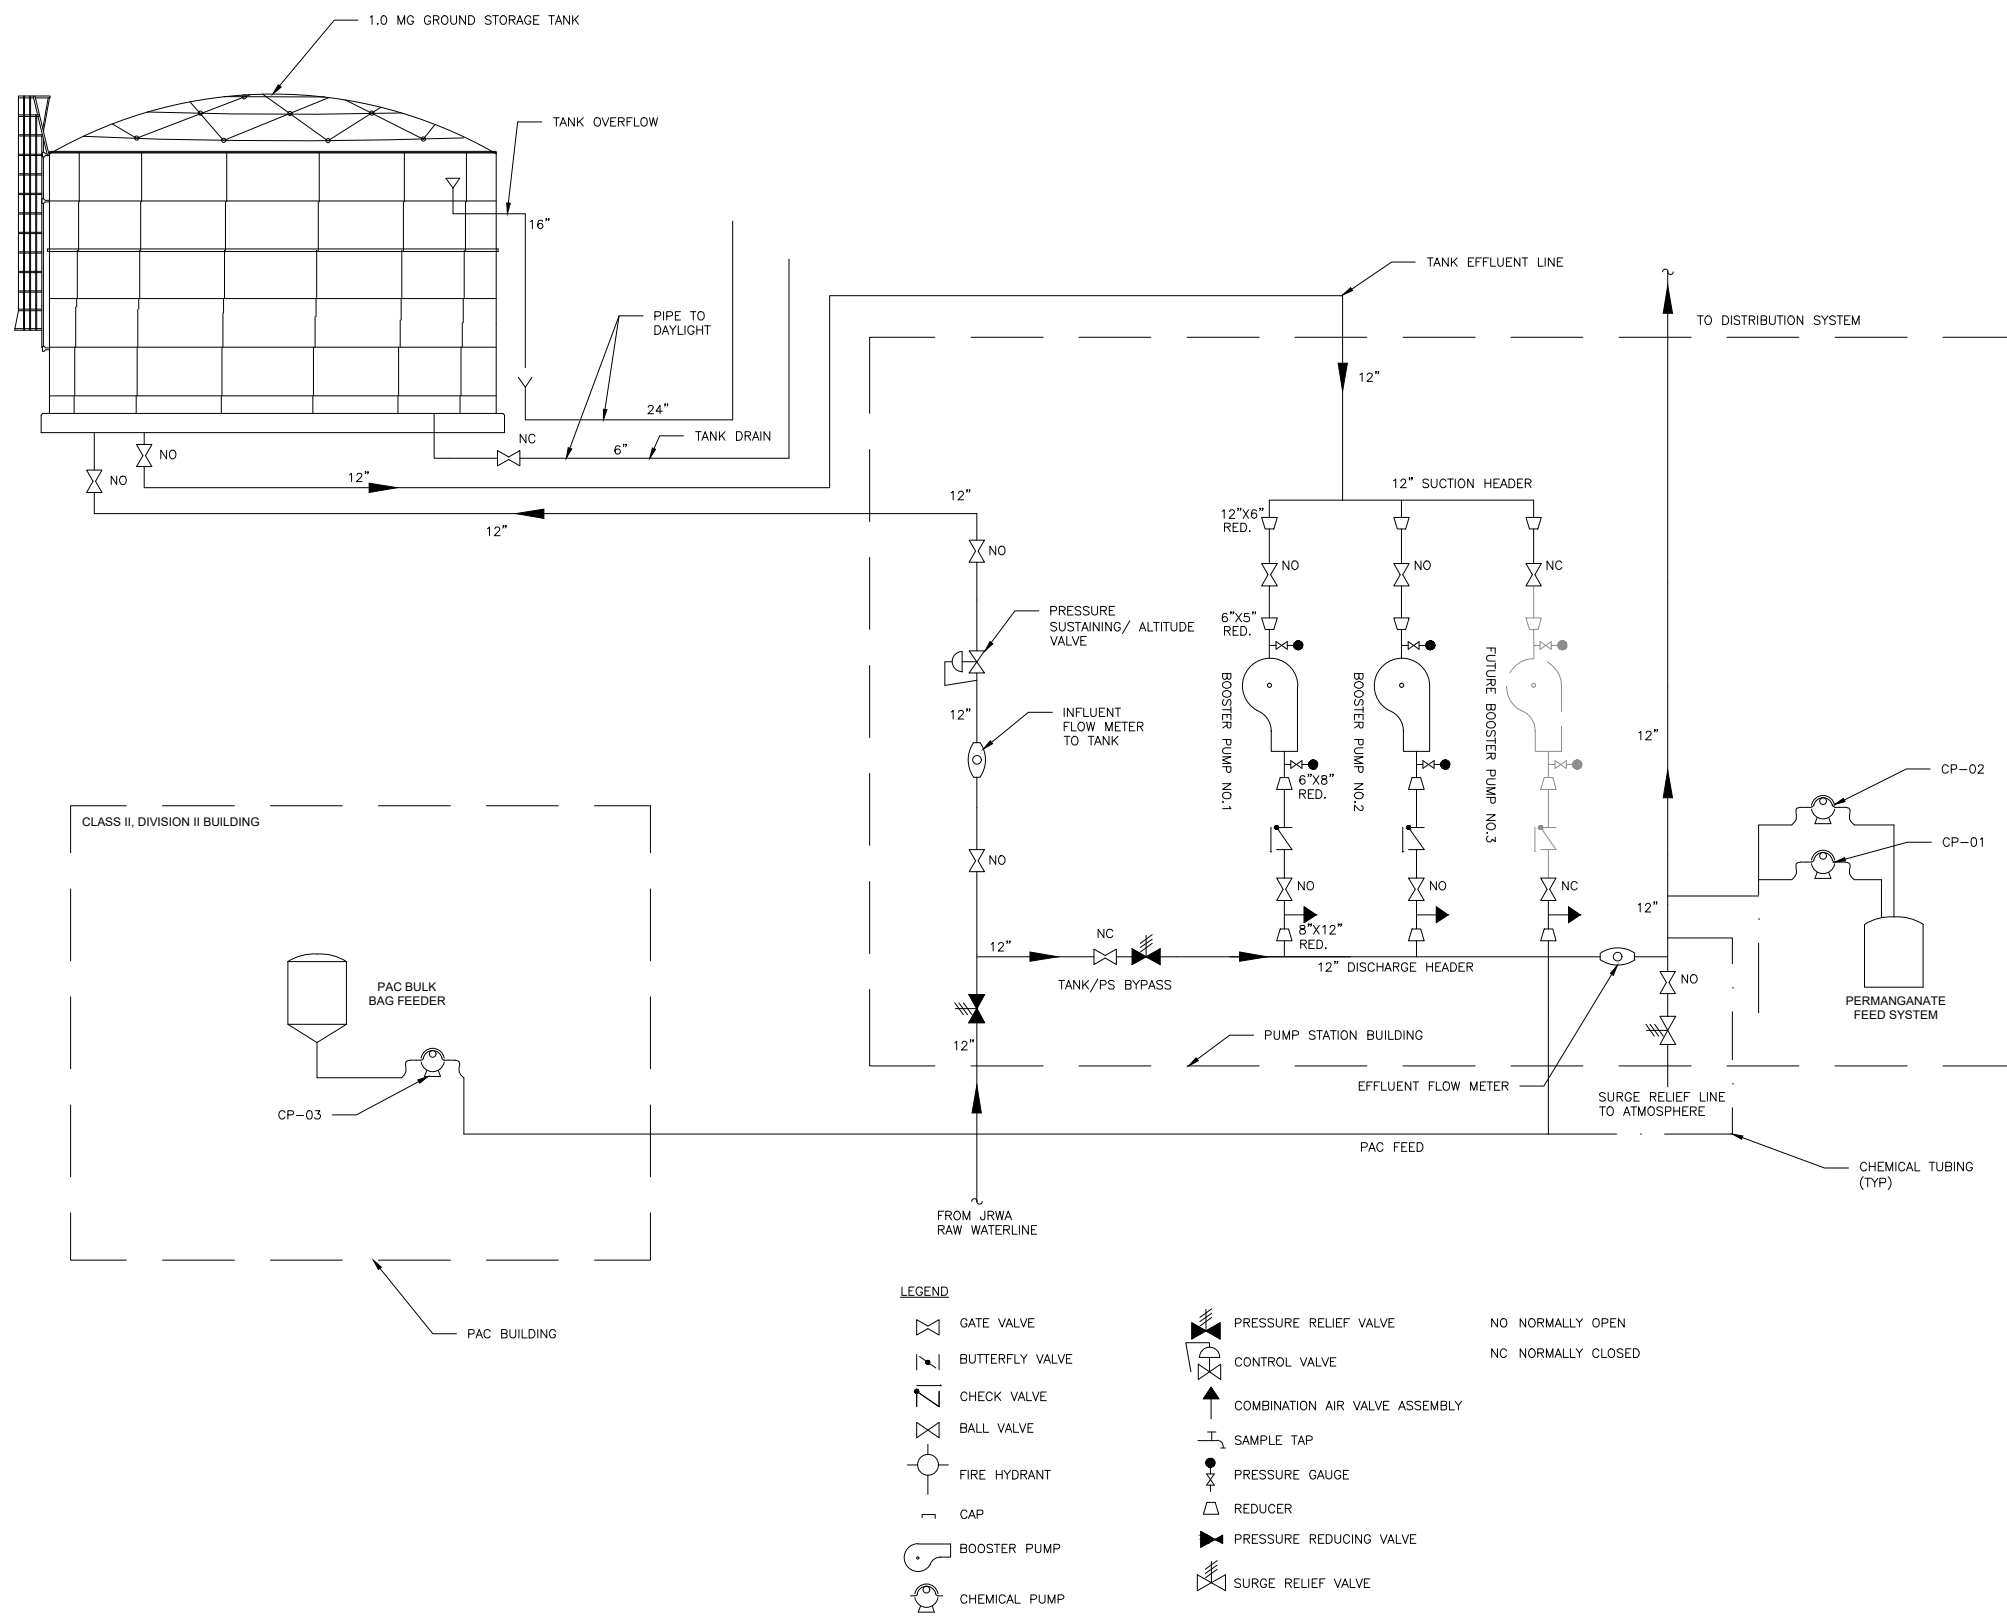 1.0 MG GROUND STORAGE TANK
TANK OVERFLOW
16”
TANK EFFLUENT LINE
PIPE TO
DAYLIGHT
TO DISTRIBUTION SYSTEM
12”
24”
NC
TANK DRAIN
6”
NO
NO
12”
12”
12”
12” SUCTION HEADER
12”X6”
RED.
NO
NO
NO
NC
PRESSURE
SUSTAINING/ ALTITUDE
VALVE
6”X5”
RED.
BOOSTER PUMP NO.1
BOOSTER PUMP NO.2
FUTURE BOOSTER PUMP NO.3
12”
INFLUENT
FLOW METER
TO TANK
12”
6”X8”
RED.
CP-02
CP-01
CLASS II, DIVISION II BUILDING
NO
NO
NO
NC
12”
8”X12”
RED.
12”
NC
12” DISCHARGE HEADER
TANK/PS BYPASS
NO
PAC BULK
BAG FEEDER
PERMANGANATE
FEED SYSTEM
12”
PUMP STATION BUILDING
EFFLUENT FLOW METER
SURGE RELIEF LINE
TO ATMOSPHERE
CP-03
PAC FEED
CHEMICAL TUBING
(TYP)
FROM JRWA
RAW WATERLINE
PAC BUILDING
LEGEND
GATE VALVE
BUTTERFLY VALVE
CHECK VALVE
BALL VALVE
FIRE HYDRANT
CAP
BOOSTER PUMP
CHEMICAL PUMP
PRESSURE RELIEF VALVE
CONTROL VALVE
COMBINATION AIR VALVE ASSEMBLY
SAMPLE TAP
PRESSURE GAUGE
REDUCER
PRESSURE REDUCING VALVE
SURGE RELIEF VALVE
NO NORMALLY OPEN
NC NORMALLY CLOSED